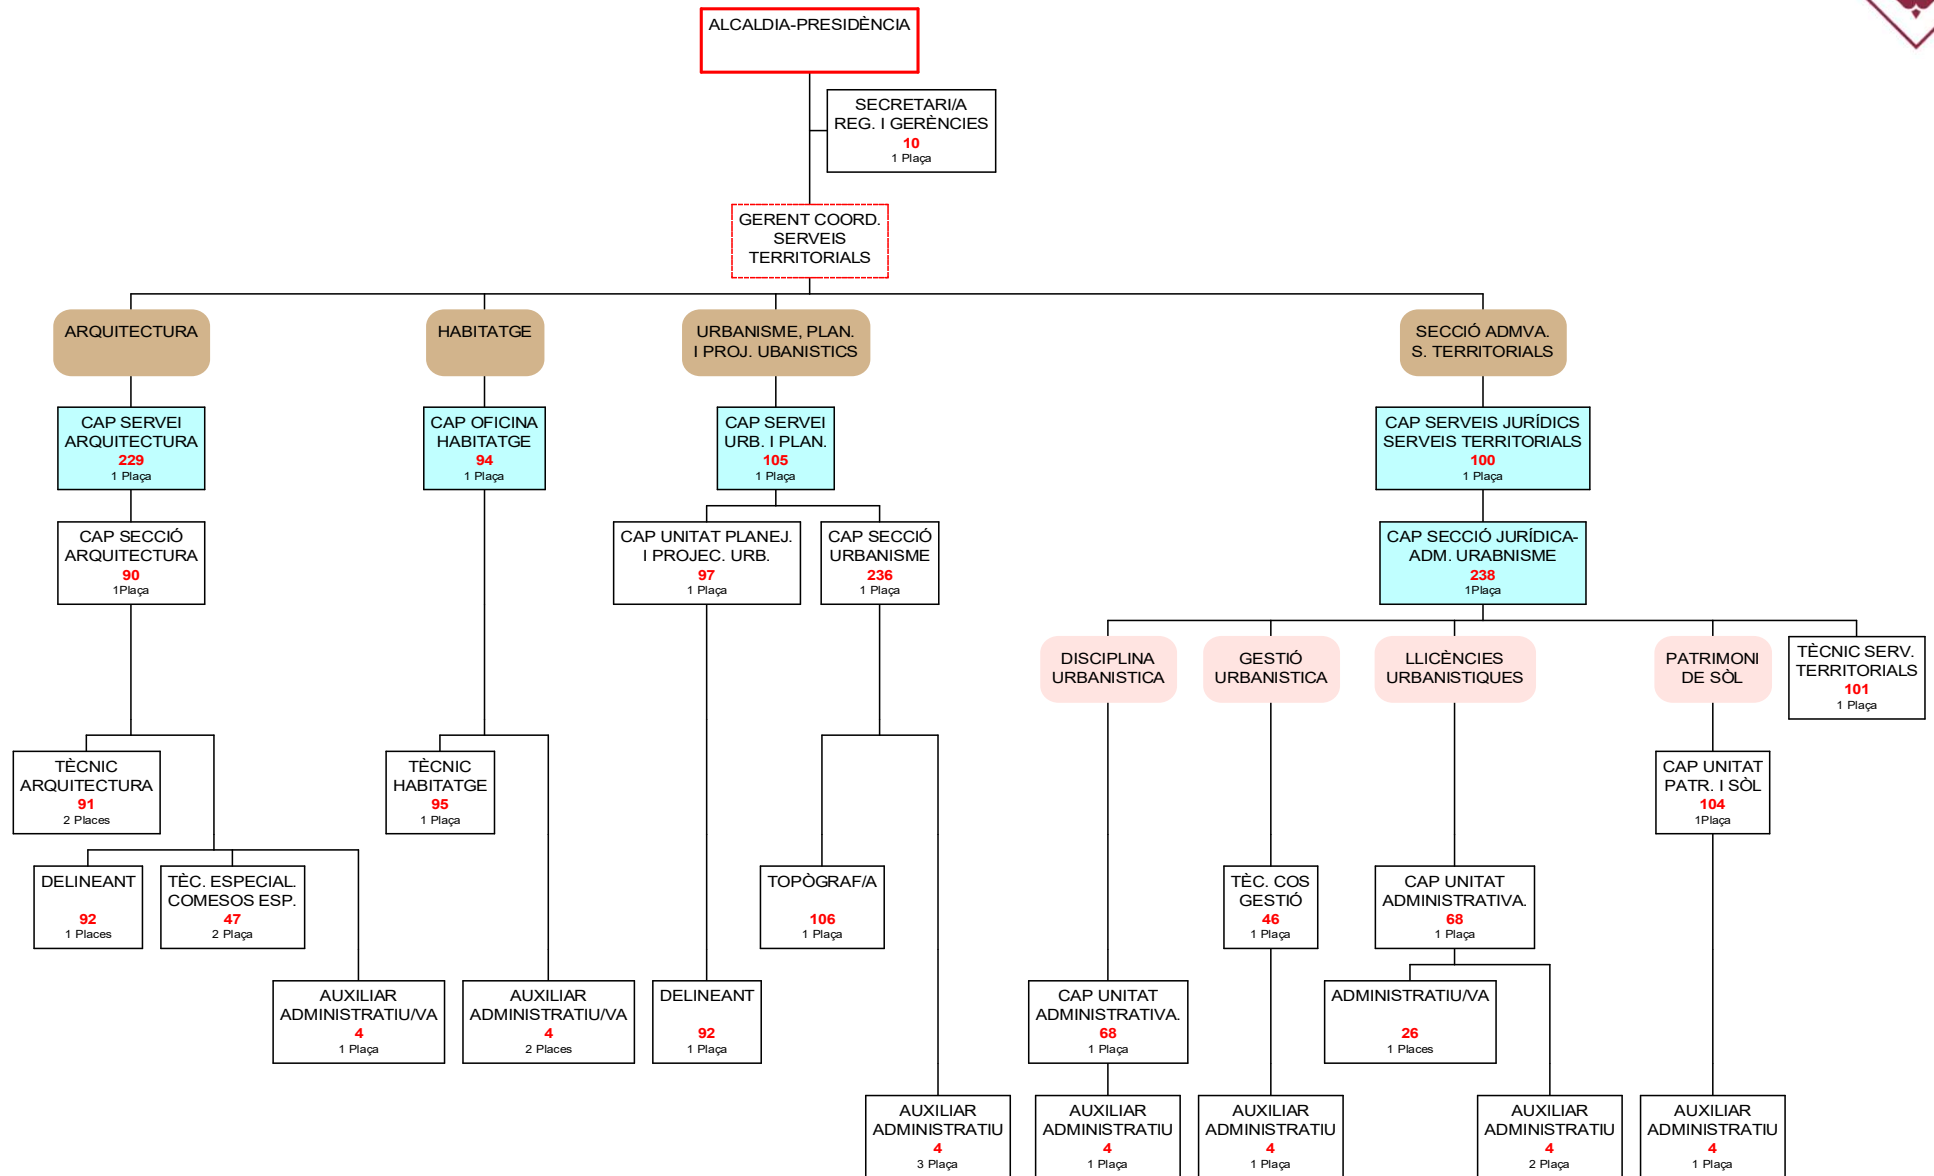 ALCALDIA-PRESIDÈNCIA
SECRETARI/A
REG. I GERÈNCIES
10
1 Plaça
GERENT COORD.
SERVEIS
TERRITORIALS
ARQUITECTURA
HABITATGE
URBANISME, PLAN.
I PROJ. UBANISTICS
SECCIÓ ADMVA.
S. TERRITORIALS
CAP SERVEI
ARQUITECTURA
229
1 Plaça
CAP OFICINA
HABITATGE
94
1 Plaça
CAP SERVEI
URB. I PLAN.
105
1 Plaça
CAP SERVEIS JURÍDICS
SERVEIS TERRITORIALS
100
1 Plaça
CAP SECCIÓ
ARQUITECTURA
90
1Plaça
CAP UNITAT PLANEJ.
I PROJEC. URB.
97
1 Plaça
CAP SECCIÓ
URBANISME
236
1 Plaça
CAP SECCIÓ JURÍDICA-
ADM. URABNISME
238
1Plaça
DISCIPLINA
URBANISTICA
GESTIÓ
URBANISTICA
LLICÈNCIES
URBANISTIQUES
PATRIMONI
DE SÒL
TÈCNIC SERV.
TERRITORIALS
101
1 Plaça
TÈCNIC
ARQUITECTURA
91
2 Places
TÈCNIC
HABITATGE
95
1 Plaça
CAP UNITAT
PATR. I SÒL
104
1Plaça
DELINEANT
92
1 Places
TÈC. ESPECIAL.
COMESOS ESP.
47
2 Plaça
TOPÒGRAF/A
106
1 Plaça
TÈC. COS
GESTIÓ
46
1 Plaça
CAP UNITAT
ADMINISTRATIVA.
68
1 Plaça
AUXILIAR
ADMINISTRATIU/VA
4
1 Plaça
AUXILIAR
ADMINISTRATIU/VA
4
2 Places
DELINEANT
92
1 Plaça
CAP UNITAT
ADMINISTRATIVA.
68
1 Plaça
ADMINISTRATIU/VA
26
1 Places
AUXILIAR
ADMINISTRATIU
4
3 Plaça
AUXILIAR
ADMINISTRATIU
4
1 Plaça
AUXILIAR
ADMINISTRATIU
4
1 Plaça
AUXILIAR
ADMINISTRATIU
4
2 Plaça
AUXILIAR
ADMINISTRATIU
4
1 Plaça